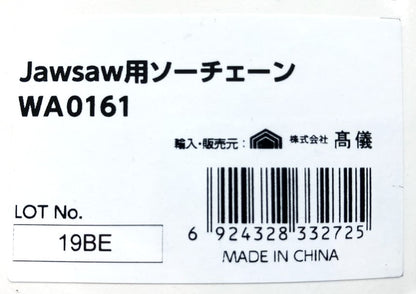 Jawsaw用ソーチェーン
WA0161
輸入・販売元： 株式会社 髙儀
LOT No.
19BE
6 924328 332725
MADE IN CHINA